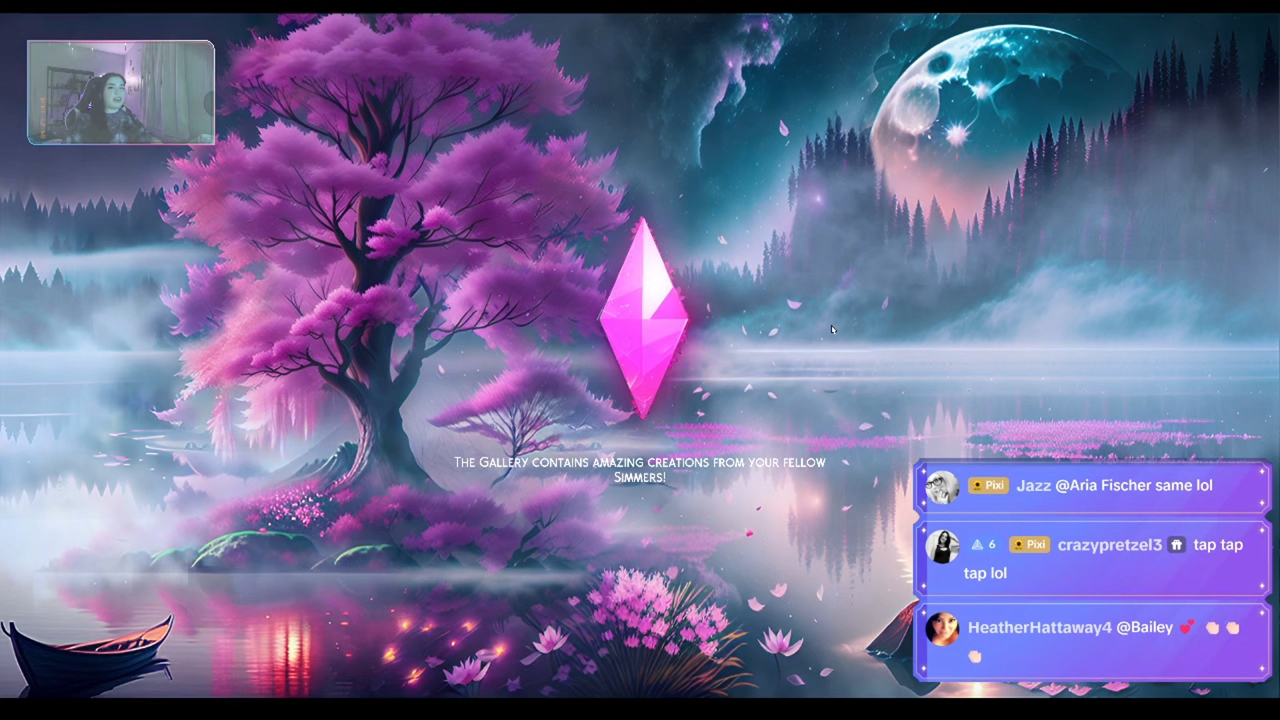 THE GALLERY CONTAINS AMAZING CREATIONS FROM YOUR FELLOW
SIMMERS!
Pixi Jazz @Aria Fischer same lol
6 Pixi crazypretzel3 tap tap
tap lol
HeatherHattaway4 @Bailey 💕 👏🏻 👏🏻
👏🏻